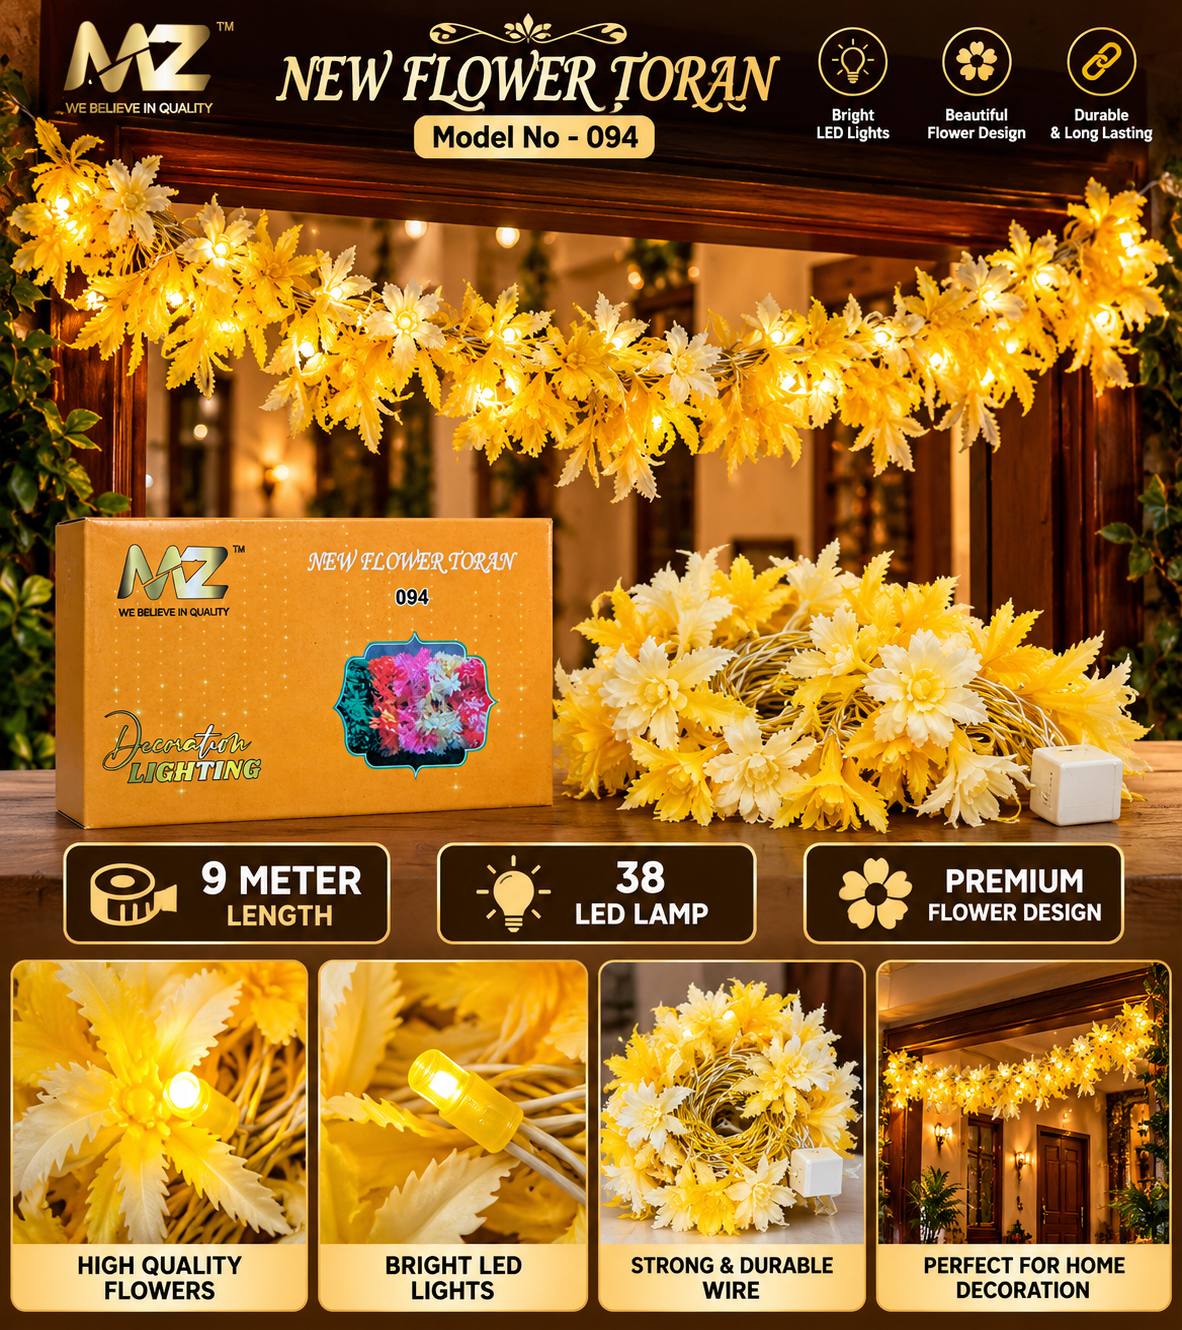 MZ™
WE BELIEVE IN QUALITY
NEW FLOWER TORAN
Model No - 094
Bright
LED Lights
Beautiful
Flower Design
Durable
& Long Lasting
MZ™
WE BELIEVE IN QUALITY
NEW FLOWER TORAN
094
Decoration
LIGHTING
9 METER
LENGTH
38
LED LAMP
PREMIUM
FLOWER DESIGN
HIGH QUALITY
FLOWERS
BRIGHT LED
LIGHTS
STRONG & DURABLE
WIRE
PERFECT FOR HOME
DECORATION